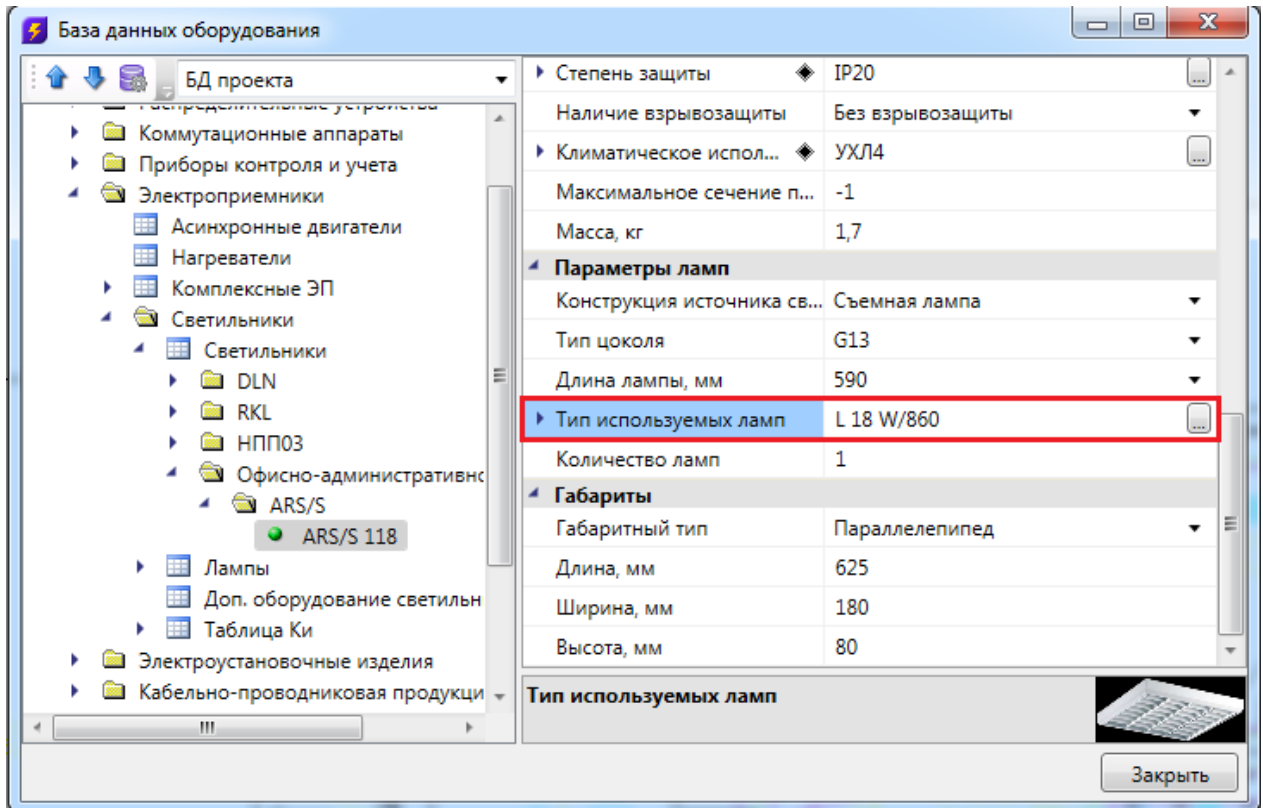 База данных оборудования
БД проекта
Распределительные устройства
Коммутационные аппараты
Приборы контроля и учета
Электроприемники
Асинхронные двигатели
Нагреватели
Комплексные ЭП
Светильники
Светильники
DLN
RKL
НПП03
Офисно-административнс
ARS/S
ARS/S 118
Лампы
Доп. оборудование светильн
Таблица Ки
Электроустановочные изделия
Кабельно-проводниковая продукци
Степень защиты IP20 ...
Наличие взрывозащиты Без взрывозащиты
Климатическое испол... УХЛ4 ...
Максимальное сечение п... -1
Масса, кг 1,7
Параметры ламп
Конструкция источника св... Съемная лампа
Тип цоколя G13
Длина лампы, мм 590
Тип используемых ламп L 18 W/860 ...
Количество ламп 1
Габариты
Габаритный тип Параллелепипед
Длина, мм 625
Ширина, мм 180
Высота, мм 80
Тип используемых ламп
Закрыть